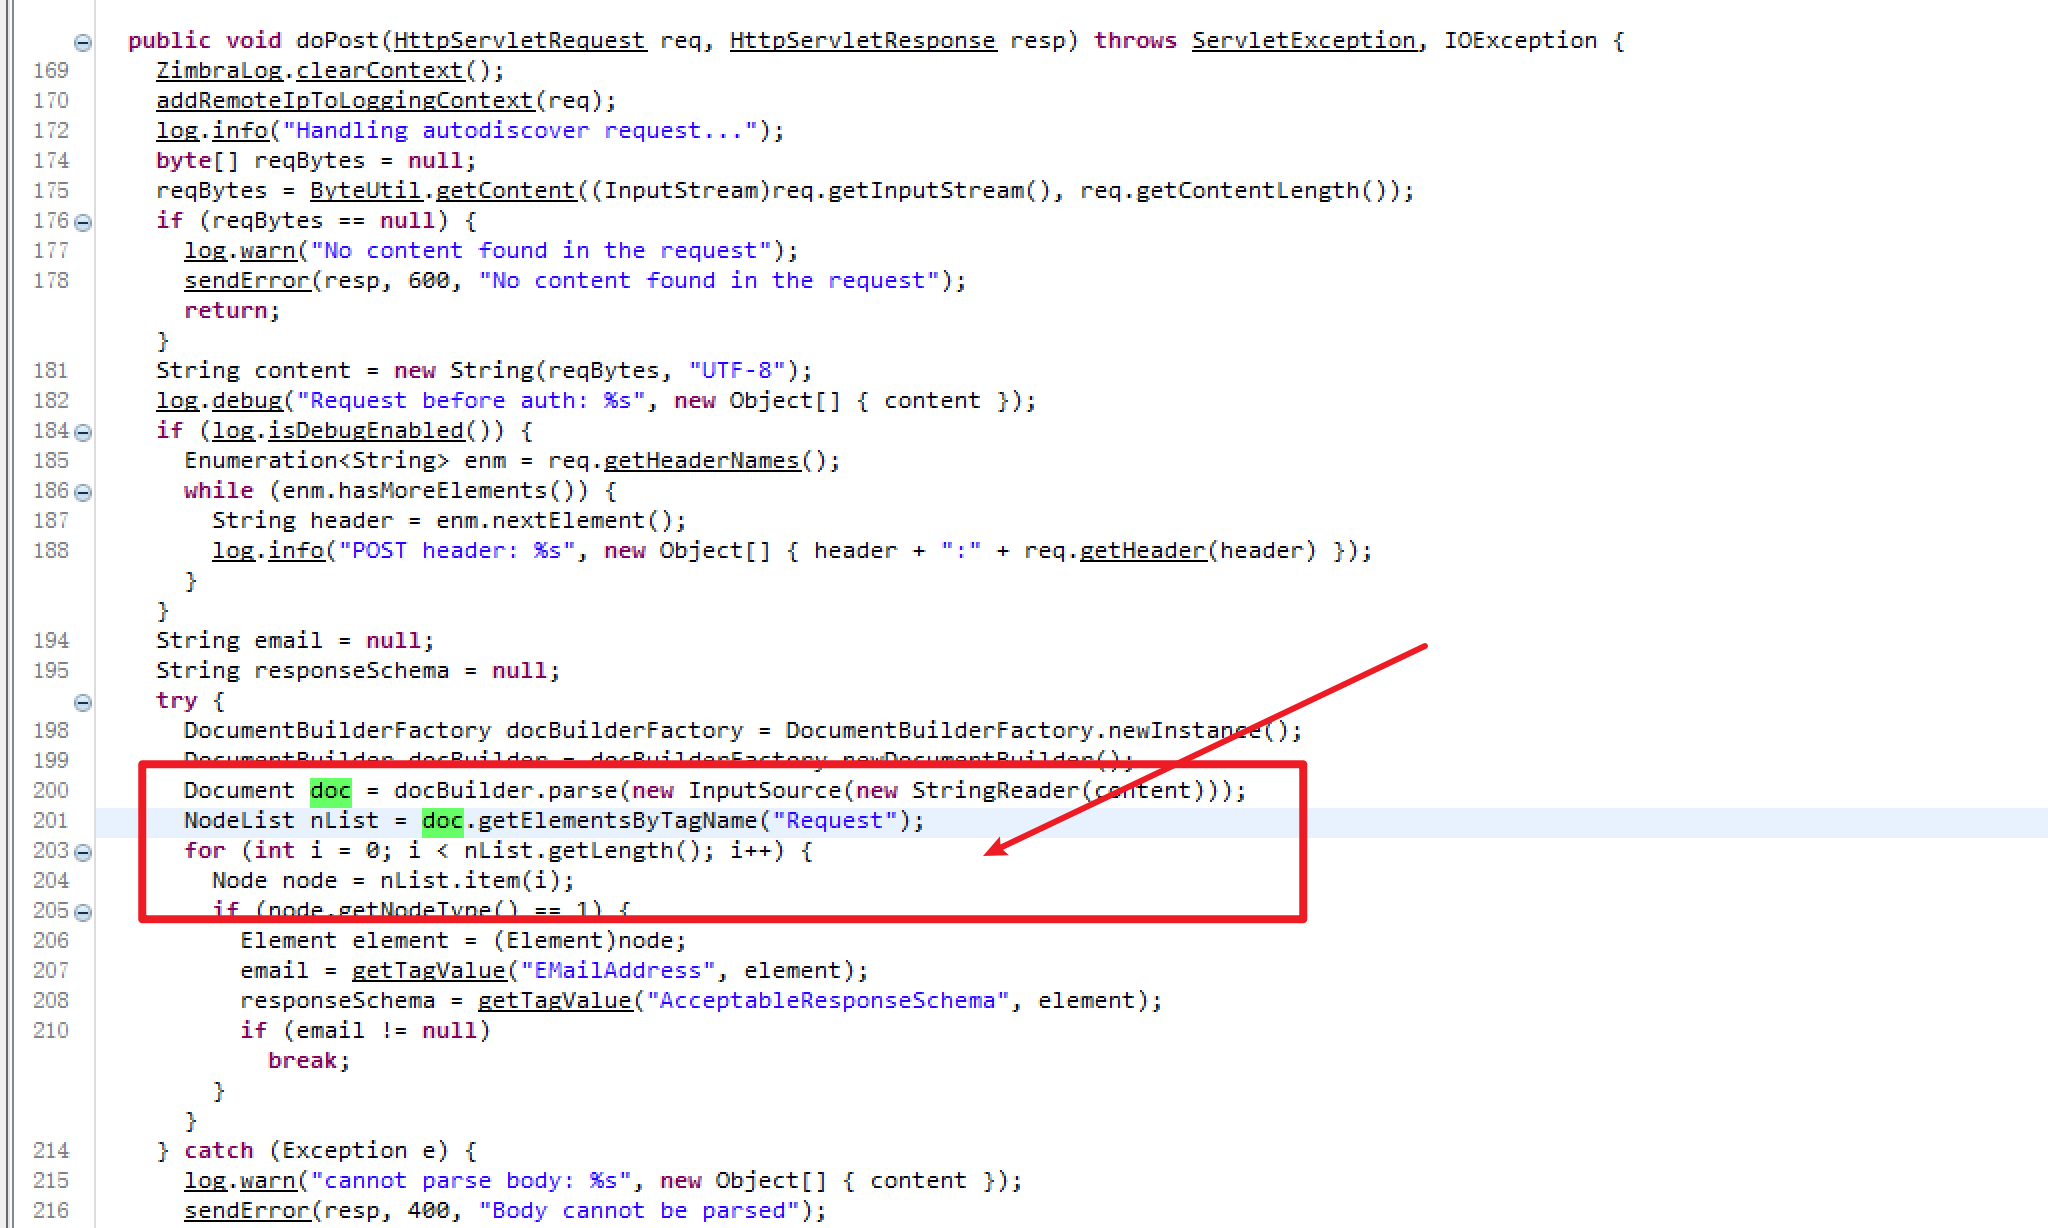 public void doPost(HttpServletRequest req, HttpServletResponse resp) throws ServletException, IOException {
169 ZimbraLog.clearContext();
170 addRemoteIpToLoggingContext(req);
172 log.info("Handling autodiscover request...");
174 byte[] reqBytes = null;
175 reqBytes = ByteUtil.getContent((InputStream)req.getInputStream(), req.getContentLength());
176 if (reqBytes == null) {
177 log.warn("No content found in the request");
178 sendError(resp, 600, "No content found in the request");
return;
}
181 String content = new String(reqBytes, "UTF-8");
182 log.debug("Request before auth: %s", new Object[] { content });
184 if (log.isDebugEnabled()) {
185 Enumeration<String> enm = req.getHeaderNames();
186 while (enm.hasMoreElements()) {
187 String header = enm.nextElement();
188 log.info("POST header: %s", new Object[] { header + ":" + req.getHeader(header) });
}
}
194 String email = null;
195 String responseSchema = null;
try {
198 DocumentBuilderFactory docBuilderFactory = DocumentBuilderFactory.newInstance();
199 DocumentBuilder docBuilder = docBuilderFactory.newDocumentBuilder();
200 Document doc = docBuilder.parse(new InputSource(new StringReader(content)));
201 NodeList nList = doc.getElementsByTagName("Request");
203 for (int i = 0; i < nList.getLength(); i++) {
204 Node node = nList.item(i);
205 if (node.getNodeType() == 1) {
206 Element element = (Element)node;
207 email = getTagValue("EMailAddress", element);
208 responseSchema = getTagValue("AcceptableResponseSchema", element);
210 if (email != null)
break;
}
}
214 } catch (Exception e) {
215 log.warn("cannot parse body: %s", new Object[] { content });
216 sendError(resp, 400, "Body cannot be parsed");